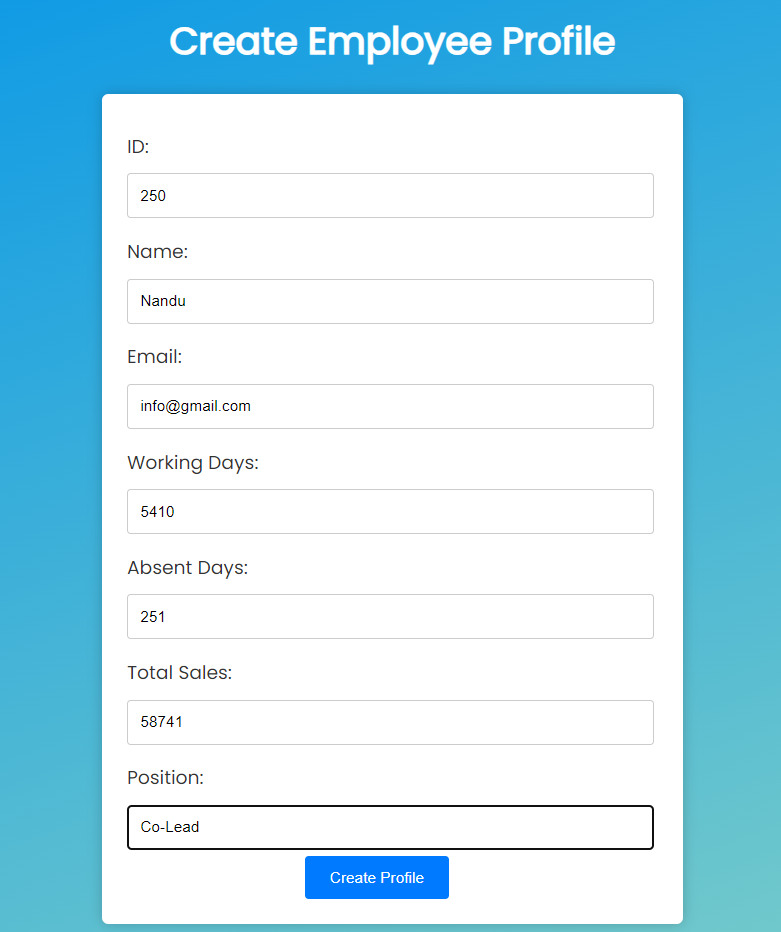 Create Employee Profile
ID:
250
Name:
Nandu
Email:
info@gmail.com
Working Days:
5410
Absent Days:
251
Total Sales:
58741
Position:
Co-Lead
Create Profile